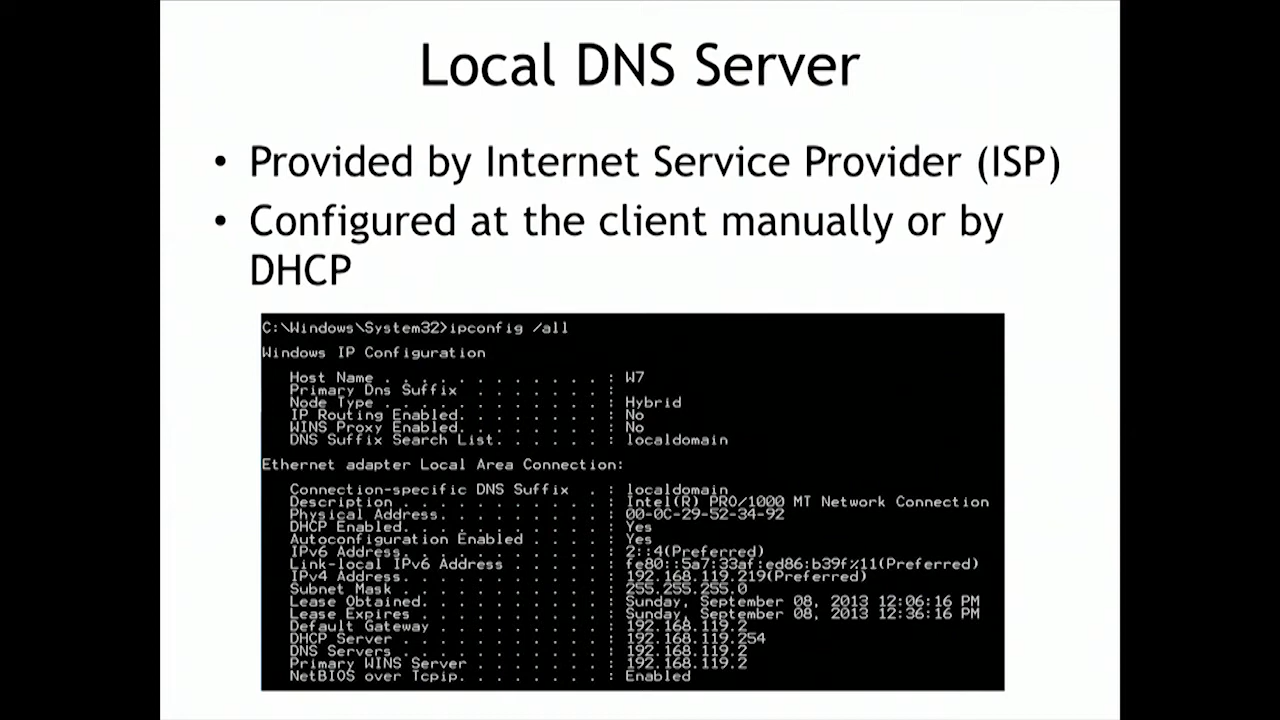 Local DNS Server
• Provided by Internet Service Provider (ISP)
• Configured at the client manually or by
DHCP
C:\Windows\System32>ipconfig /all
Windows IP Configuration
Host Name . . . . . . . . . . . . : W7
Primary Dns Suffix . . . . . . . :
Node Type . . . . . . . . . . . . : Hybrid
IP Routing Enabled. . . . . . . . : No
WINS Proxy Enabled. . . . . . . . : No
DNS Suffix Search List. . . . . . : localdomain
Ethernet adapter Local Area Connection:
Connection-specific DNS Suffix . : localdomain
Description . . . . . . . . . . . : Intel(R) PRO/1000 MT Network Connection
Physical Address. . . . . . . . . : 00-0C-29-52-34-92
DHCP Enabled. . . . . . . . . . . : Yes
Autoconfiguration Enabled . . . . : Yes
IPv6 Address. . . . . . . . . . . : 2::4(Preferred)
Link-local IPv6 Address . . . . . : fe80::5a7:33af:ed86:b39f%11(Preferred)
IPv4 Address. . . . . . . . . . . : 192.168.119.219(Preferred)
Subnet Mask . . . . . . . . . . . : 255.255.255.0
Lease Obtained. . . . . . . . . . : Sunday, September 08, 2013 12:06:16 PM
Lease Expires . . . . . . . . . . : Sunday, September 08, 2013 12:36:16 PM
Default Gateway . . . . . . . . . : 192.168.119.2
DHCP Server . . . . . . . . . . . : 192.168.119.254
DNS Servers . . . . . . . . . . . : 192.168.119.2
Primary WINS Server . . . . . . . : 192.168.119.2
NetBIOS over Tcpip. . . . . . . . : Enabled